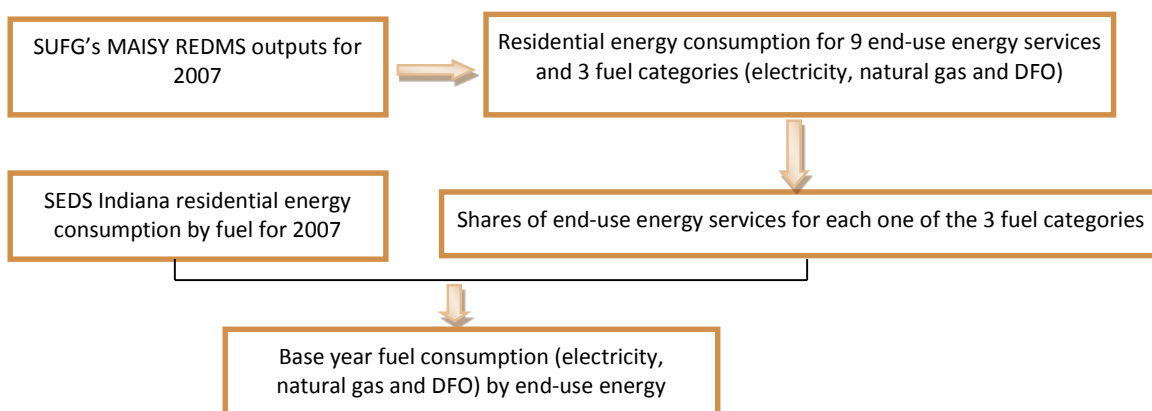 SUFG's MAISY REDMS outputs for
2007
Residential energy consumption for 9 end-use energy services
and 3 fuel categories (electricity, natural gas and DFO)
SEDS Indiana residential energy
consumption by fuel for 2007
Shares of end-use energy services for each one of the 3 fuel categories
Base year fuel consumption (electricity,
natural gas and DFO) by end-use energy